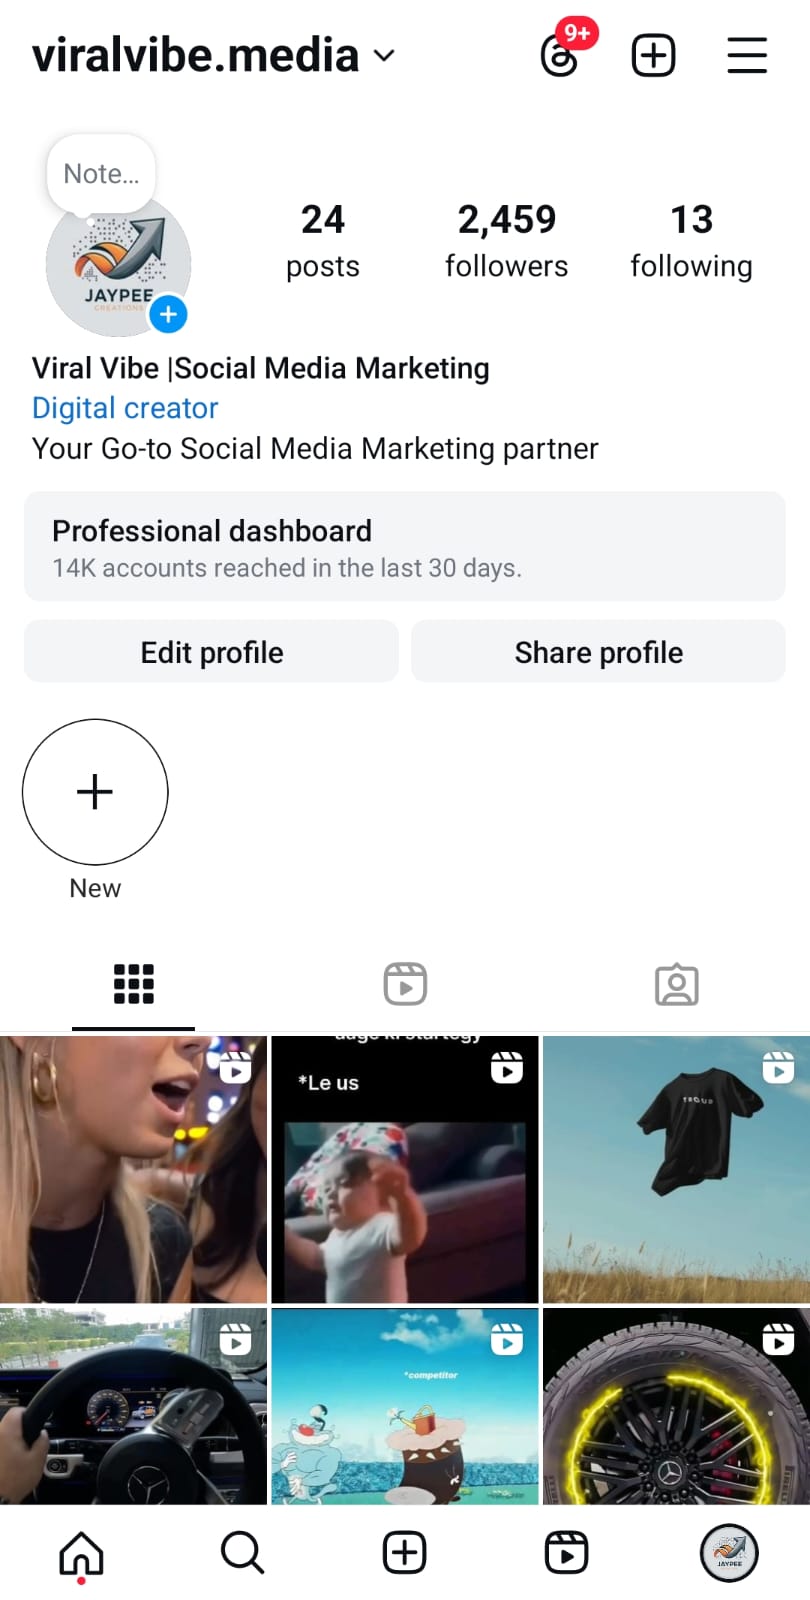 viralvibe.media
9+
Note...
JAYPEE
CREATIONS
24
posts
2,459
followers
13
following
Viral Vibe |Social Media Marketing
Digital creator
Your Go-to Social Media Marketing partner
Professional dashboard
14K accounts reached in the last 30 days.
Edit profile
Share profile
New
*Le us
*competitor
JAYPEE